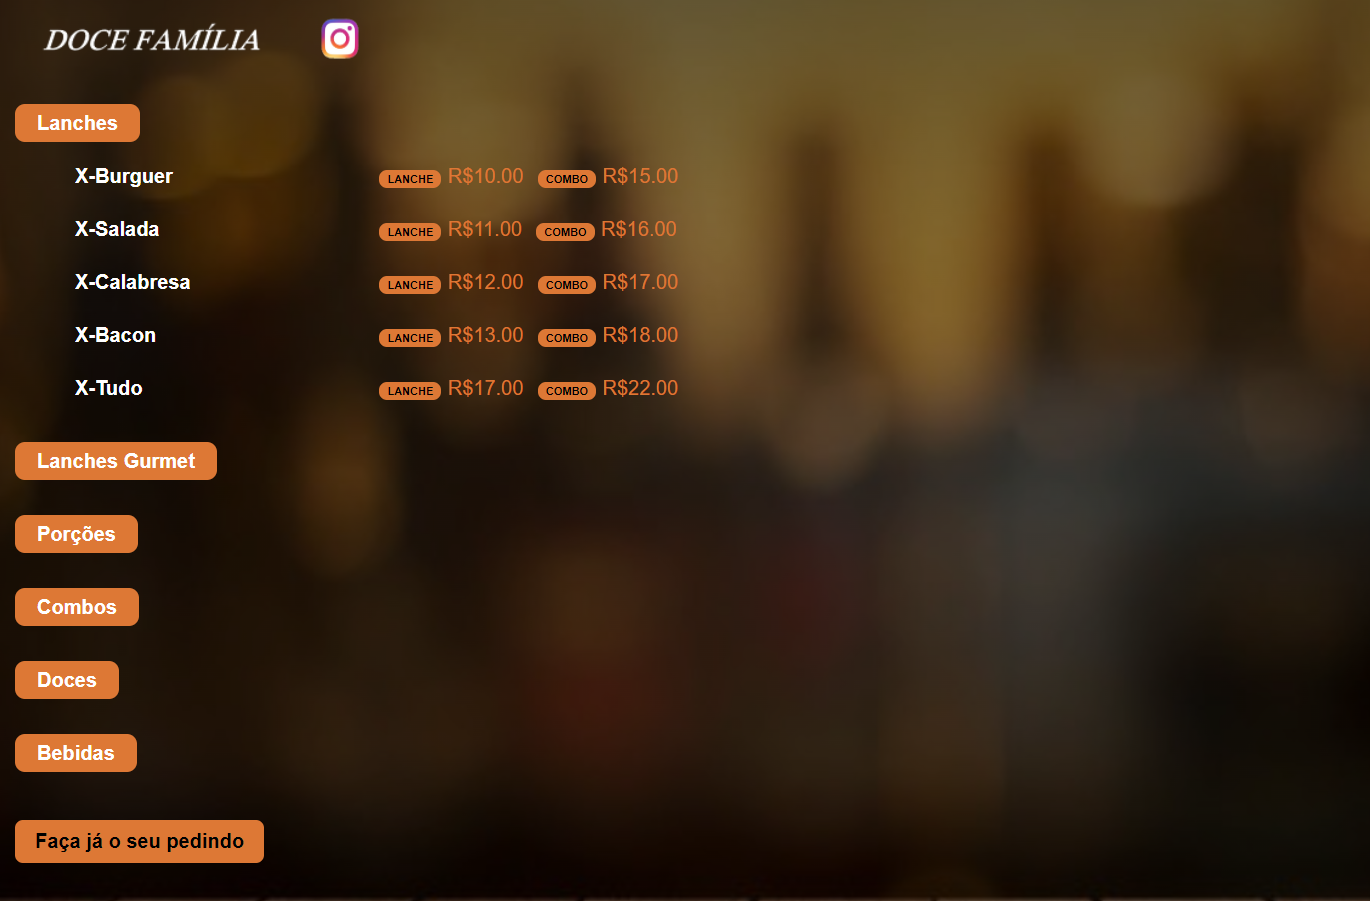 DOCE FAMÍLIA
Lanches
X-Burguer LANCHE R$10.00 COMBO R$15.00
X-Salada LANCHE R$11.00 COMBO R$16.00
X-Calabresa LANCHE R$12.00 COMBO R$17.00
X-Bacon LANCHE R$13.00 COMBO R$18.00
X-Tudo LANCHE R$17.00 COMBO R$22.00
Lanches Gurmet
Porções
Combos
Doces
Bebidas
Faça já o seu pedindo